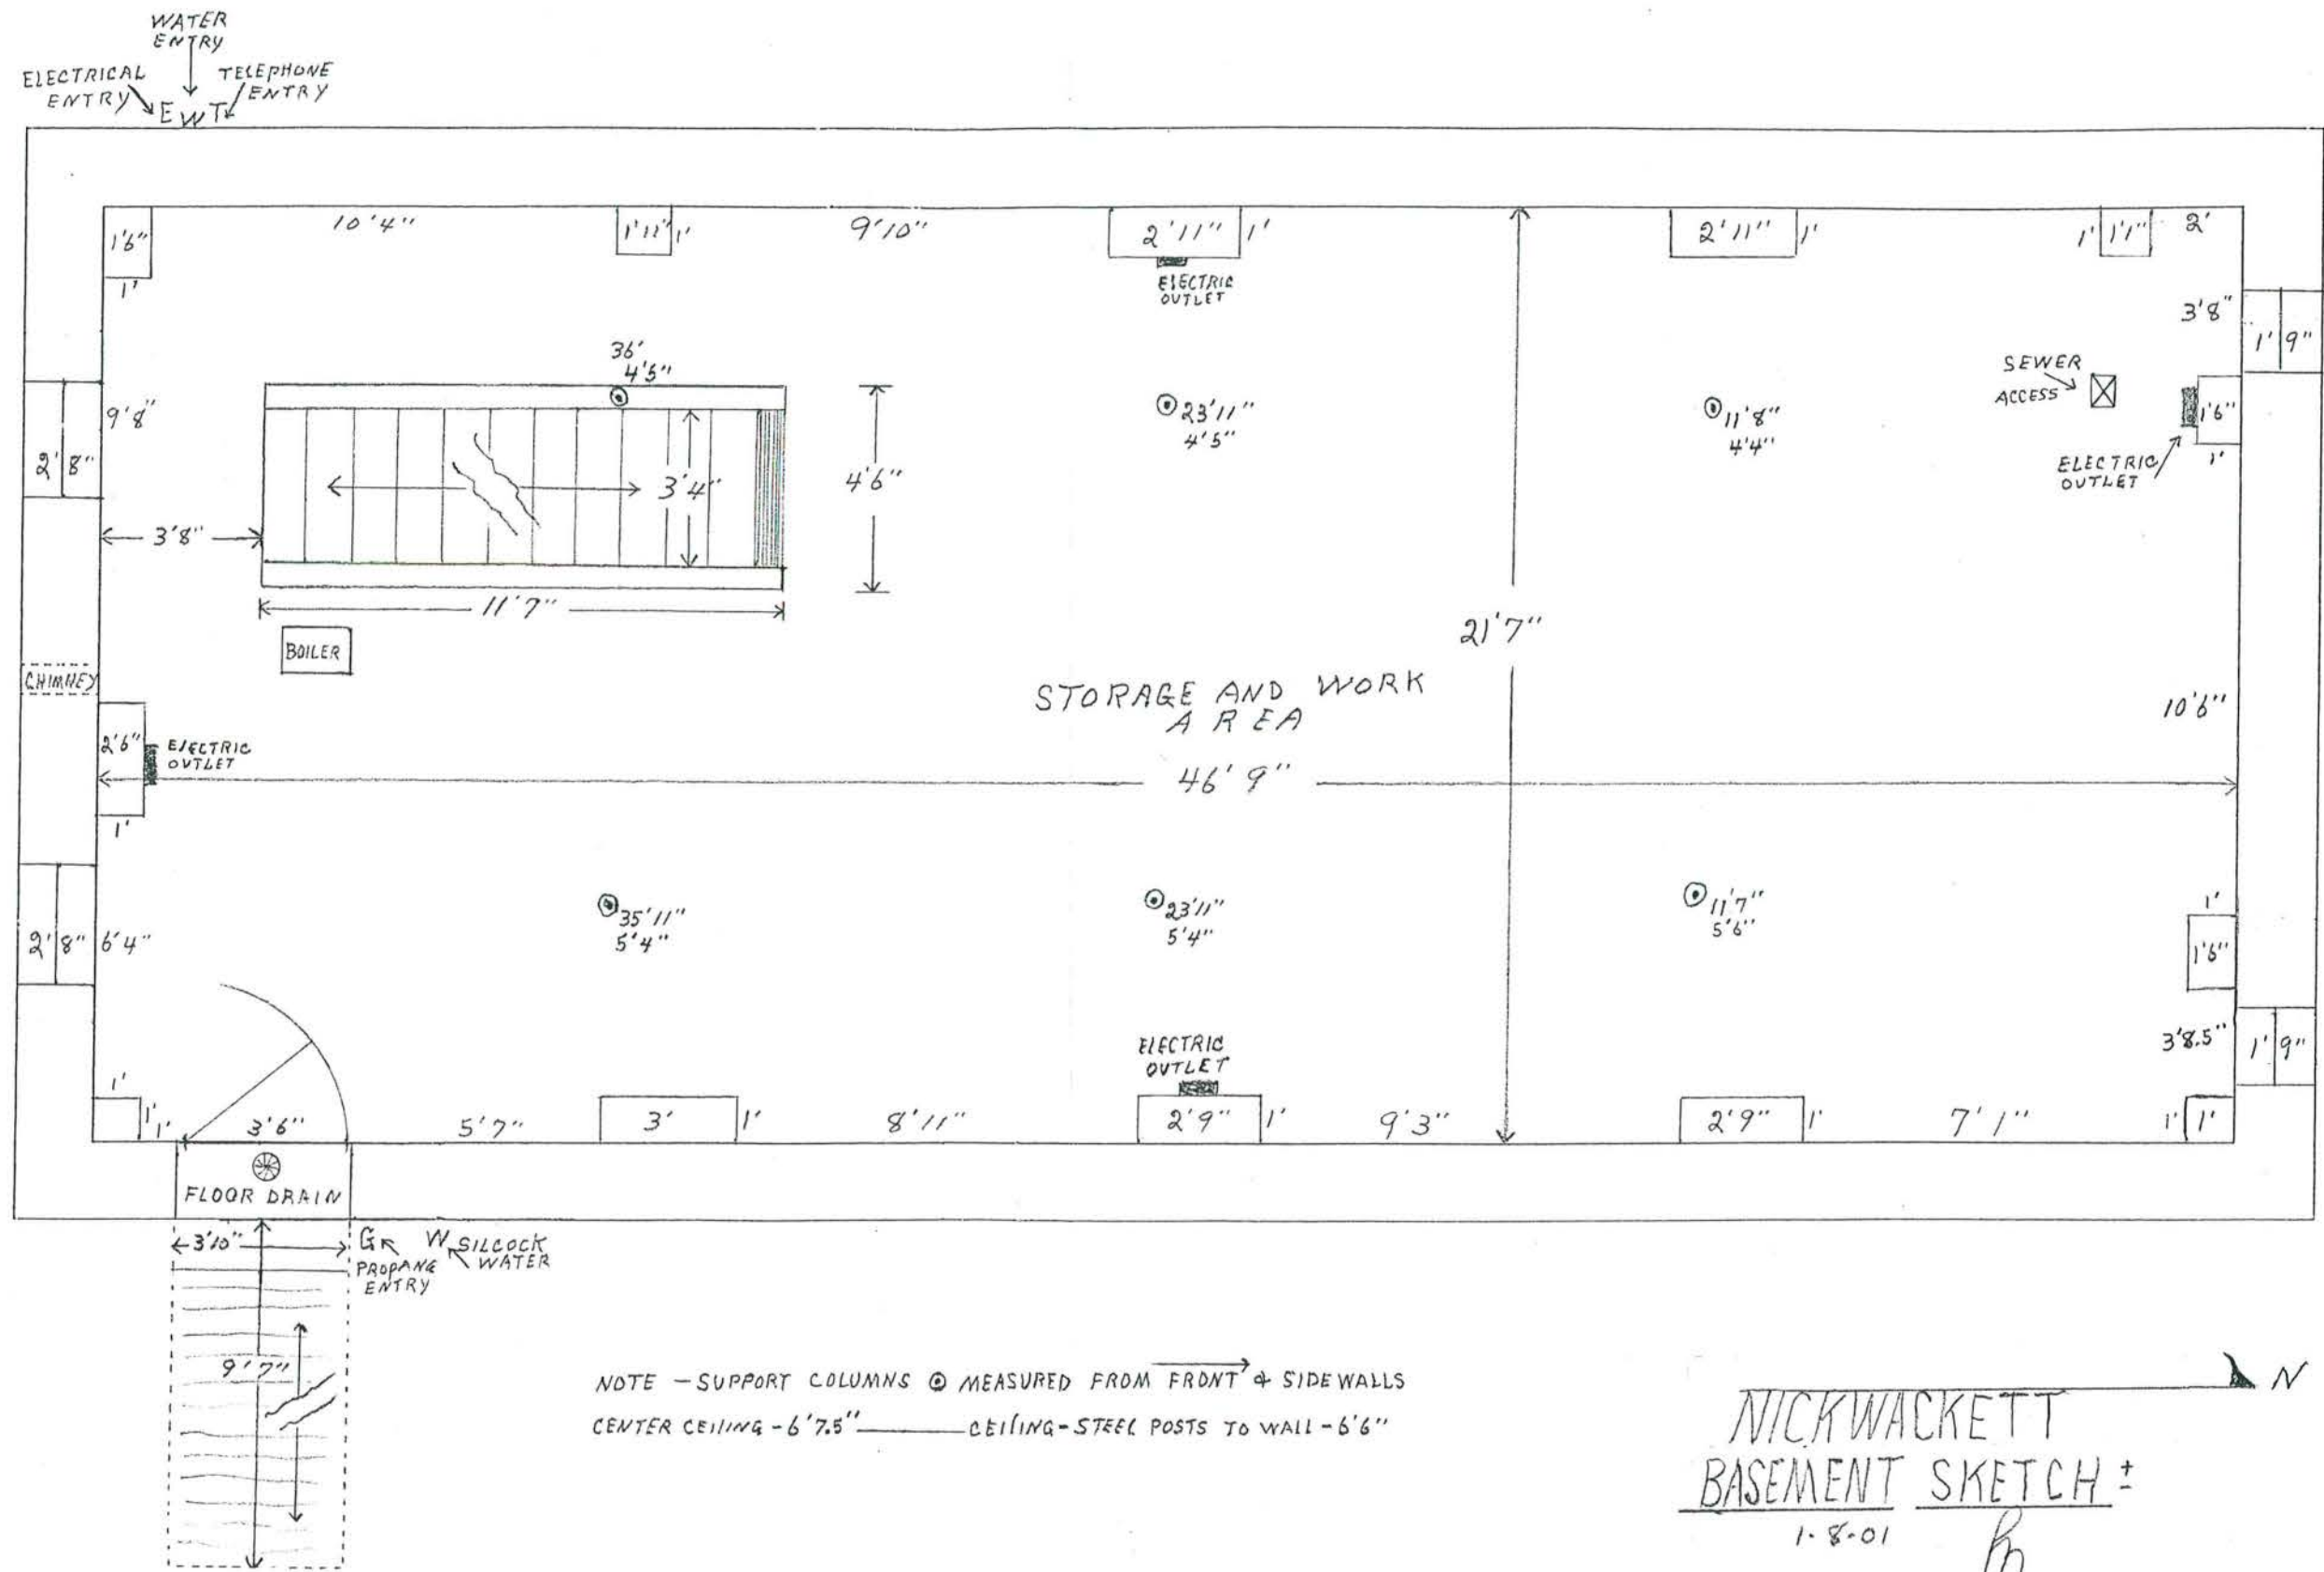 WATER
ENTRY
ELECTRICAL
ENTRY
TELEPHONE
ENTRY
E W T
1'6"
1'
10'4"
1'11" 1'
9'10"
2'11" 1'
ELECTRIC
OUTLET
2'11" 1'
1' 1'1" 2'
3'8"
1' 9"
36'
4'5"
23'11"
4'5"
11'8"
4'4"
SEWER
ACCESS
1'6"
1'
ELECTRIC
OUTLET
9'8"
2' 8"
3'4"
4'6"
3'8"
11'7"
BOILER
21'7"
CHIMNEY
STORAGE AND WORK
AREA
10'6"
2'6"
ELECTRIC
OUTLET
1'
46'9"
35'11"
5'4"
23'11"
5'4"
11'7"
5'6"
1'
1'6"
2' 8" 6'4"
ELECTRIC
OUTLET
3'8.5"
1' 9"
1'
1' 1'
3'6"
5'7"
3' 1'
8'11"
2'9" 1'
9'3"
2'9" 1'
7'1"
1' 1'
FLOOR DRAIN
3'10"
G
PROPANE
ENTRY
W SILCOCK
WATER
9'7"
NOTE - SUPPORT COLUMNS ⊙ MEASURED FROM FRONT & SIDEWALLS
CENTER CEILING - 6'7.5" CEILING - STEEL POSTS TO WALL - 6'6"
N
NICKWACKETT
BASEMENT SKETCH ±
1-8-01